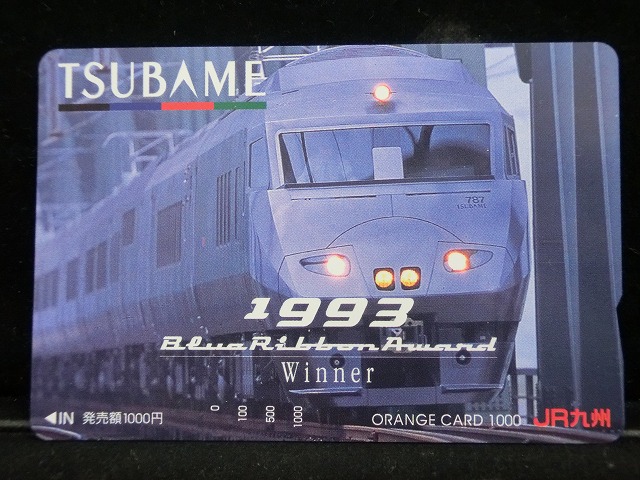 TSUBAME
787
TSUBAME
1993
Blue Ribbon Award
Winner
◀IN 発売額1000円 0 100 500 1000 ORANGE CARD 1000 JR九州